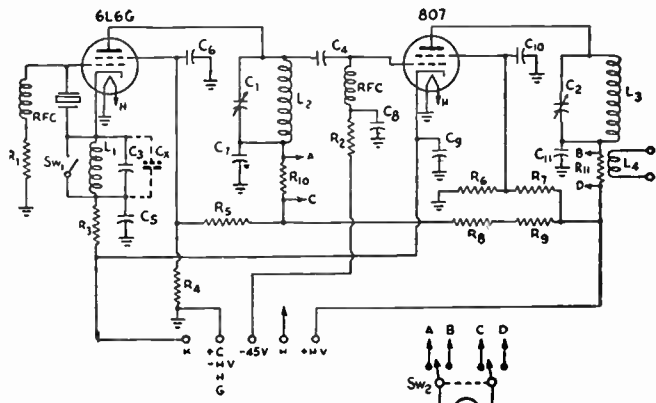 6L6G
807
C6
C4
C10
H
H
RFC
C1
L2
RFC
C8
C2
L3
R1
Sw1
L1
C3
Cx
C7
A
R10
C
R2
C9
C11
B
R11
D
L4
C5
R3
R5
R6
R7
R8
R9
R4
K
+C
-HV
H
G
-45V
H
+HV
A B C D
Sw2